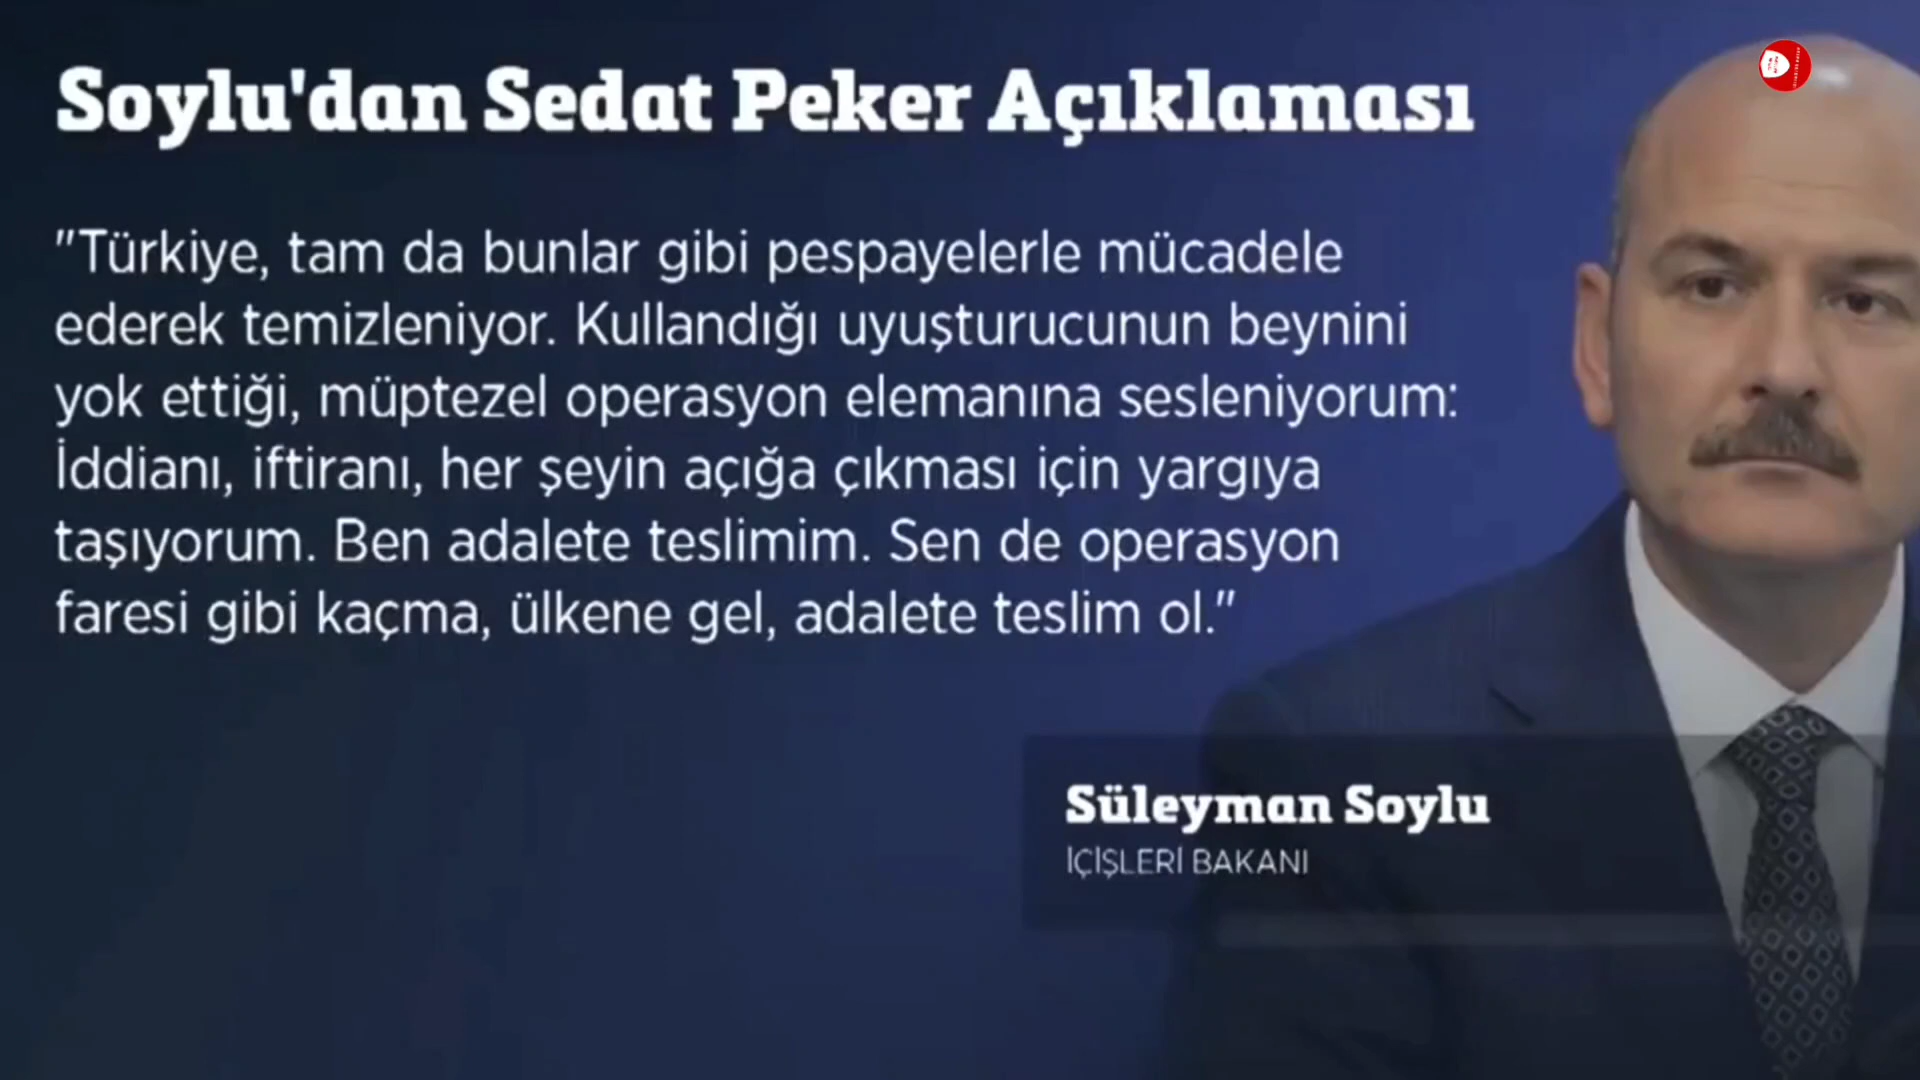 Soylu'dan Sedat Peker Açıklaması
"Türkiye, tam da bunlar gibi pespayelerle mücadele
ederek temizleniyor. Kullandığı uyuşturucunun beynini
yok ettiği, müptezel operasyon elemanına sesleniyorum:
İddianı, iftiranı, her şeyin açığa çıkması için yargıya
taşıyorum. Ben adalete teslimim. Sen de operasyon
faresi gibi kaçma, ülkene gel, adalete teslim ol."
Süleyman Soylu
İÇİŞLERİ BAKANI